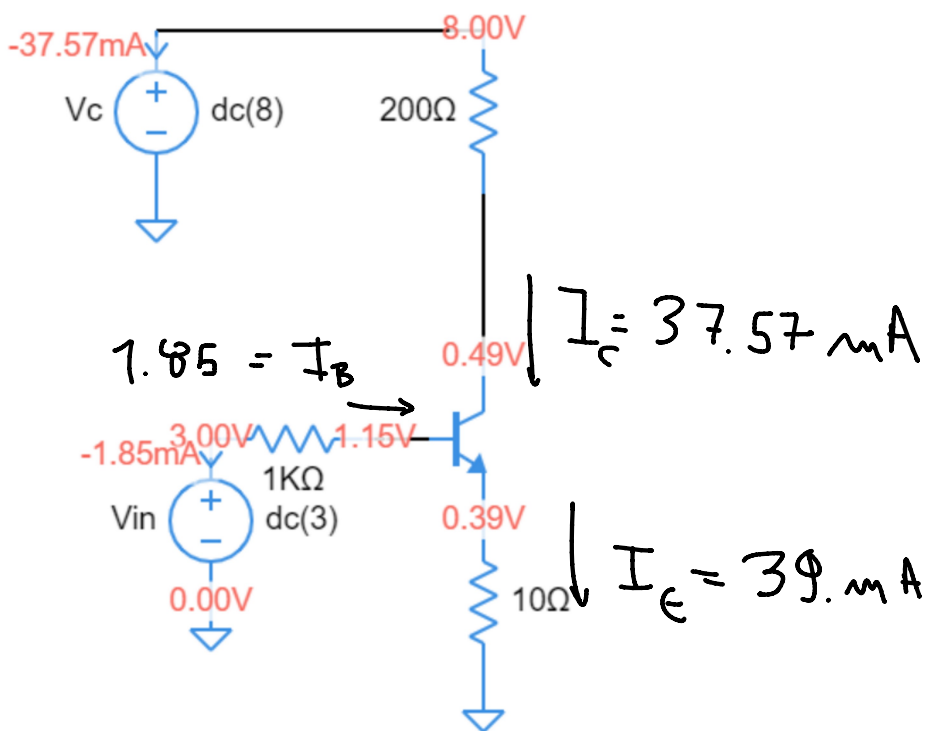 8.00V
-37.57mA
Vc
dc(8)
200Ω
I_C = 37.57 mA
0.49V
1.85 = I_B
3.00V
1.15V
-1.85mA
1KΩ
Vin
dc(3)
0.39V
0.00V
10Ω
I_E = 39. mA